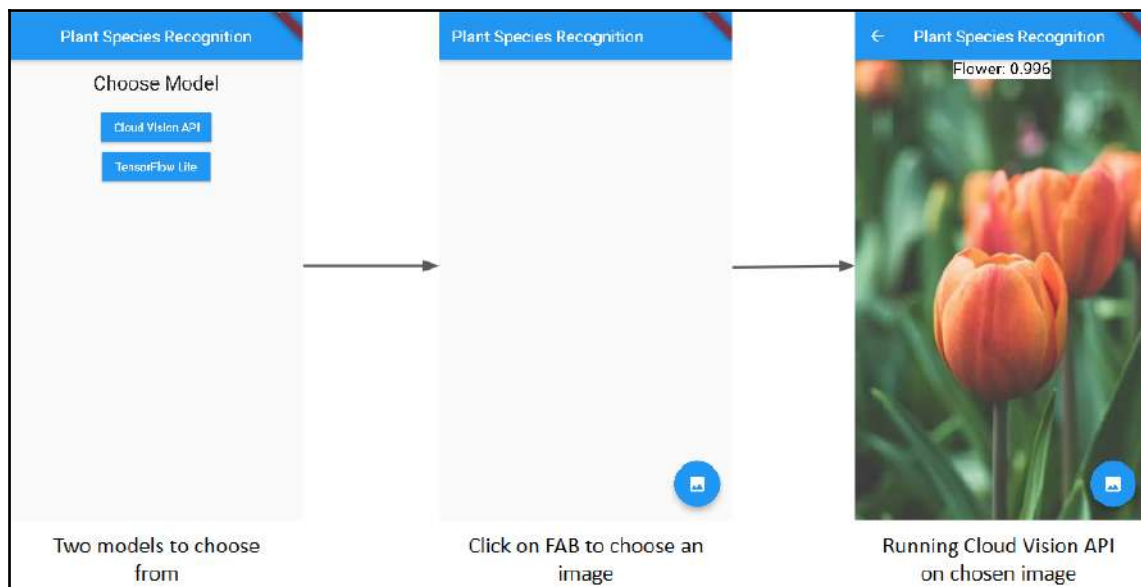 Plant Species Recognition
Choose Model
Cloud Vision API
TensorFlow Lite
Two models to choose
from
Plant Species Recognition
Click on FAB to choose an
image
Plant Species Recognition
Flower: 0.996
Running Cloud Vision API
on chosen image